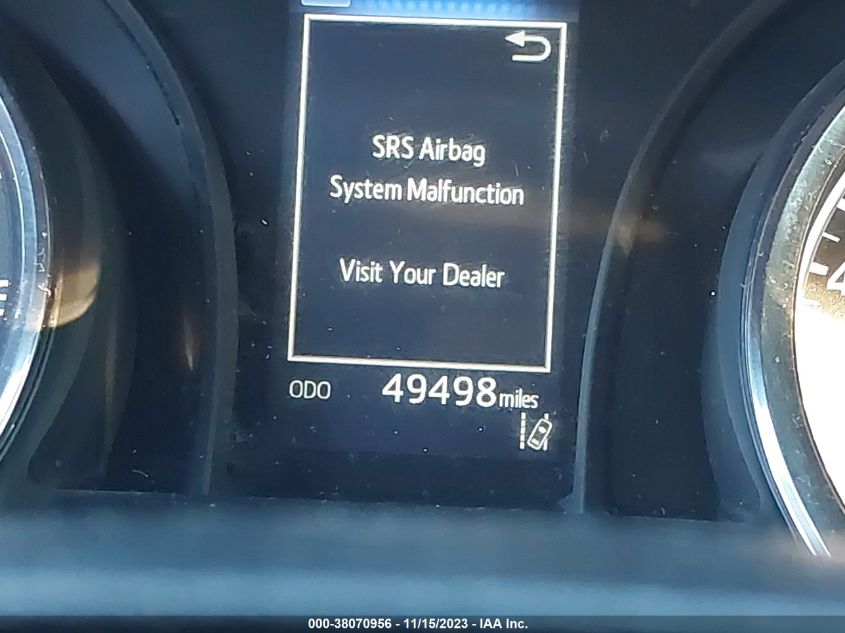 SRS Airbag
System Malfunction
Visit Your Dealer
ODO 49498 miles
000-38070956 - 11/15/2023 - IAA Inc.